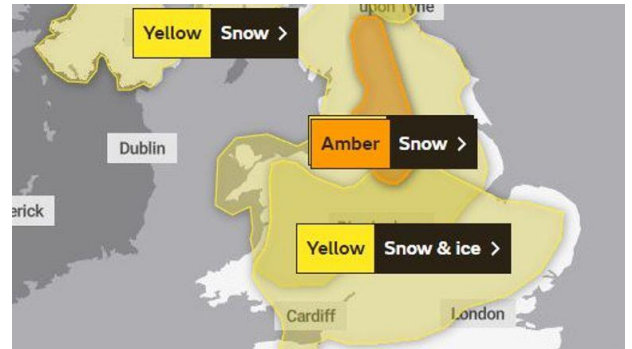 upon Tyne
Yellow Snow >
Amber Snow >
Dublin
erick
Yellow Snow & ice >
Cardiff
London